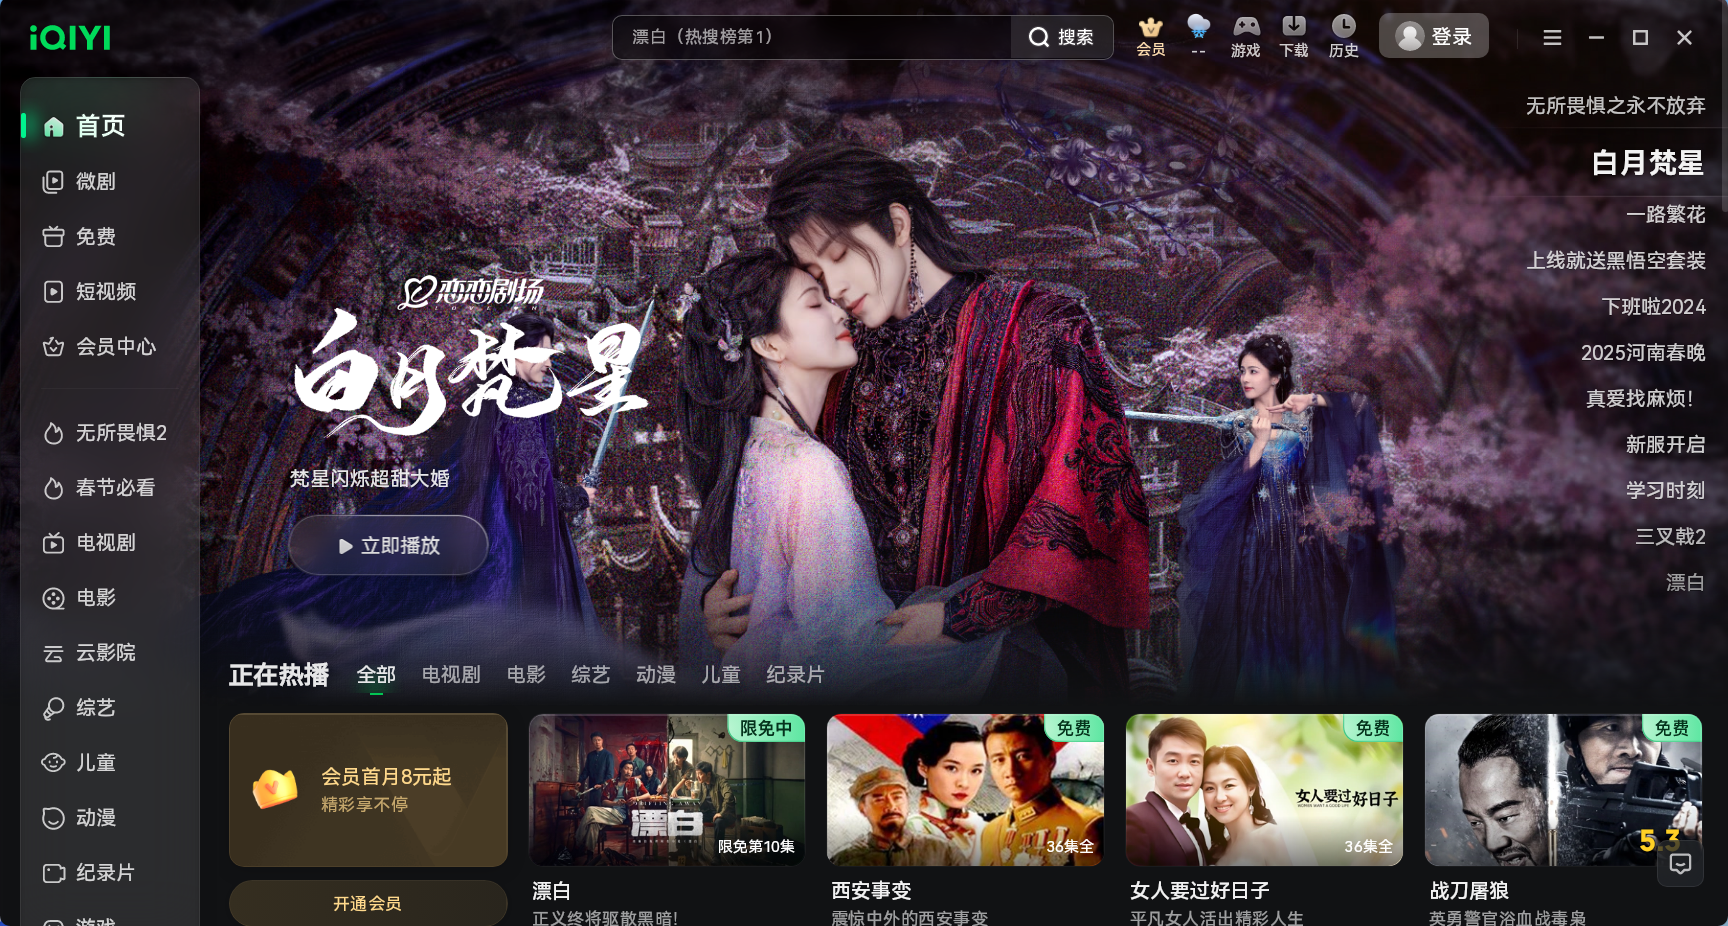 iQIYI
漂白（热搜榜第1）
搜索
会员
--
游戏
下载
历史
登录
首页
微剧
免费
短视频
会员中心
无所畏惧2
春节必看
电视剧
电影
云影院
综艺
儿童
动漫
纪录片
游戏
恋恋剧场
白月梵星
梵星闪烁超甜大婚
立即播放
无所畏惧之永不放弃
白月梵星
一路繁花
上线就送黑悟空套装
下班啦2024
2025河南春晚
真爱找麻烦！
新服开启
学习时刻
三叉戟2
漂白
正在热播
全部
电视剧
电影
综艺
动漫
儿童
纪录片
会员首月8元起
精彩享不停
开通会员
限免中
漂白
限免第10集
漂白
正义终将驱散黑暗!
免费
36集全
西安事变
震惊中外的西安事变
免费
女人要过好日子
36集全
女人要过好日子
平凡女人活出精彩人生
免费
5.3
战刀屠狼
英勇警官浴血战毒枭